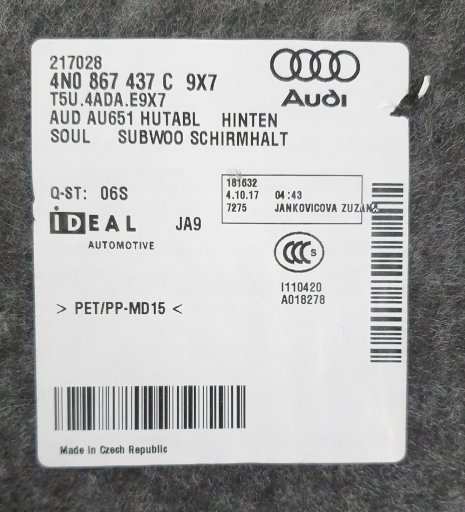 217028
4N0 867 437 C 9X7
T5U.4ADA.E9X7
AUD AU651 HUTABL HINTEN
SOUL SUBWOO SCHIRMHALT
Audi
Q-ST: 06S
181632
4.10.17 04:43
7275 JANKOVICOVA ZUZANA
iDEAL JA9
AUTOMOTIVE
CCC S
I110420
A018278
> PET/PP-MD15 <
Made in Czech Republic